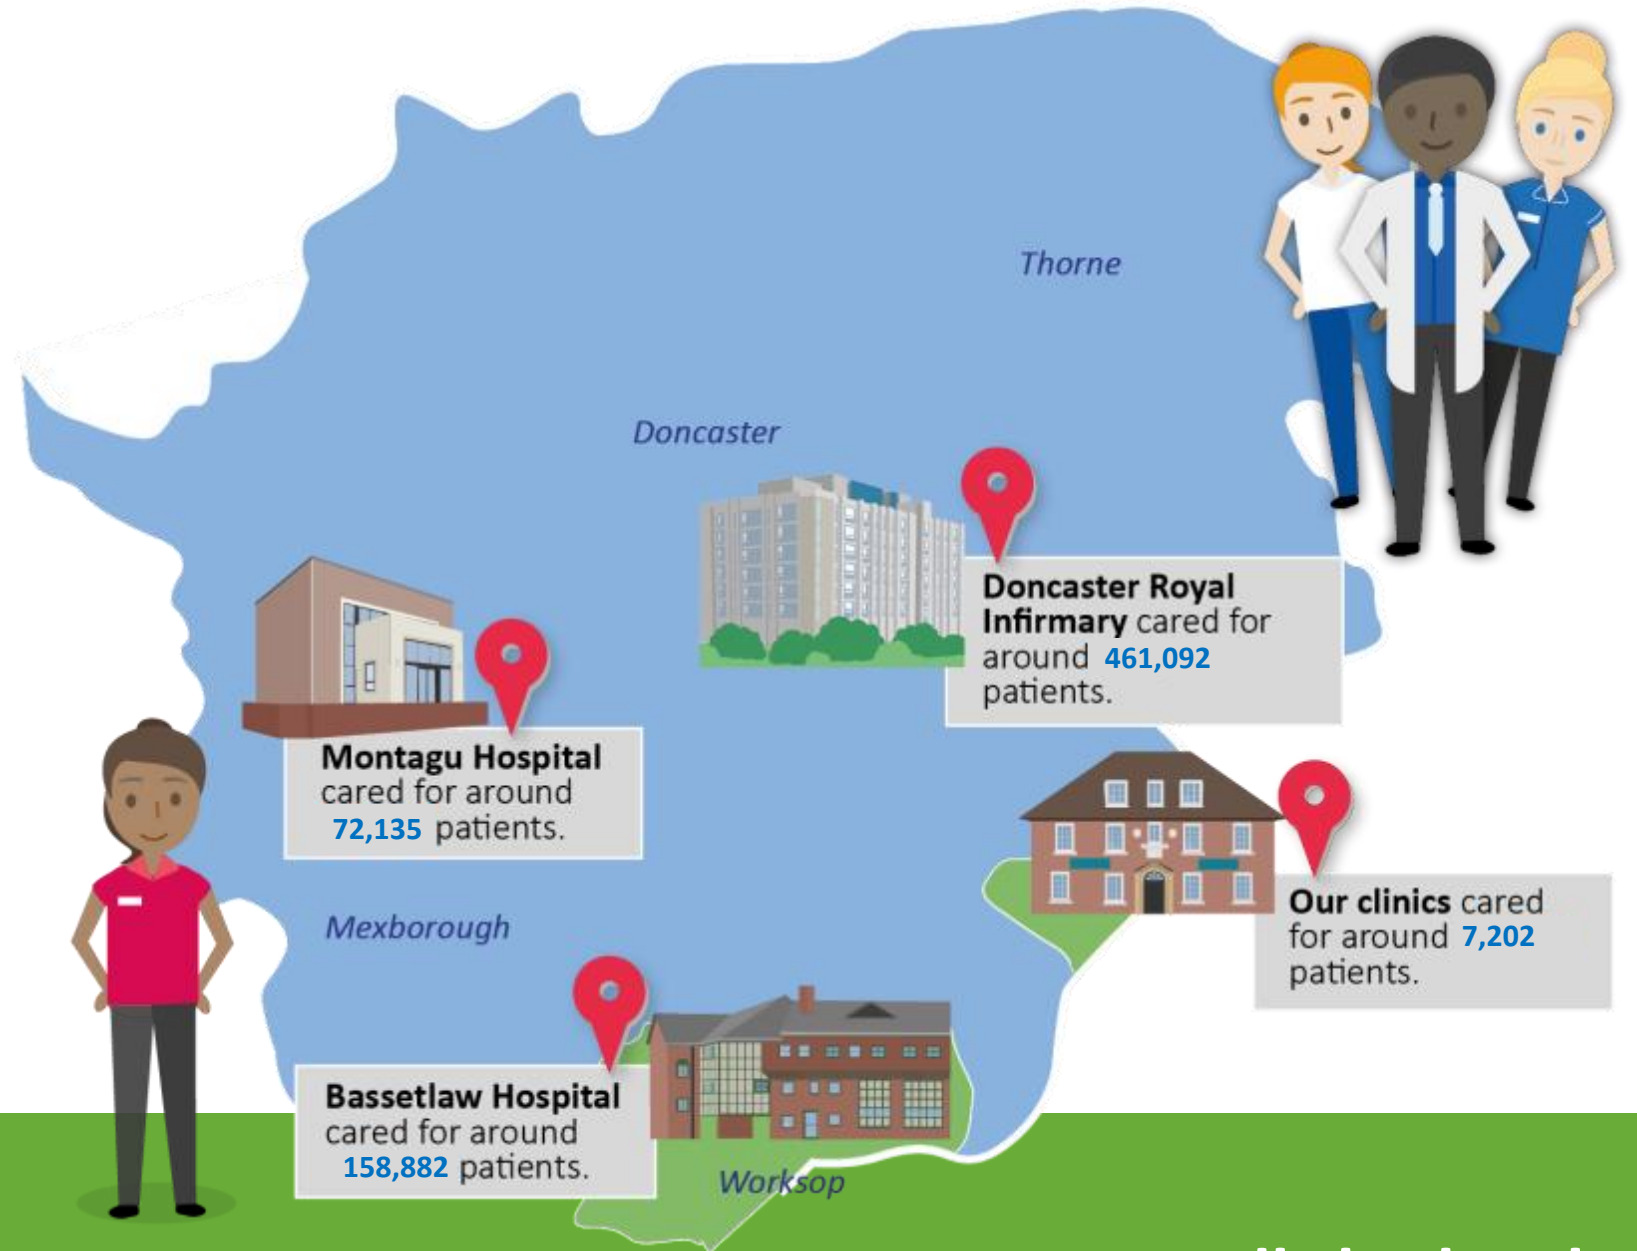 Thorne
Doncaster
Doncaster Royal
Infirmary cared for
around 461,092
patients.
Montagu Hospital
cared for around
72,135 patients.
Our clinics cared
for around 7,202
patients.
Mexborough
Bassetlaw Hospital
cared for around
158,882 patients.
Worksop